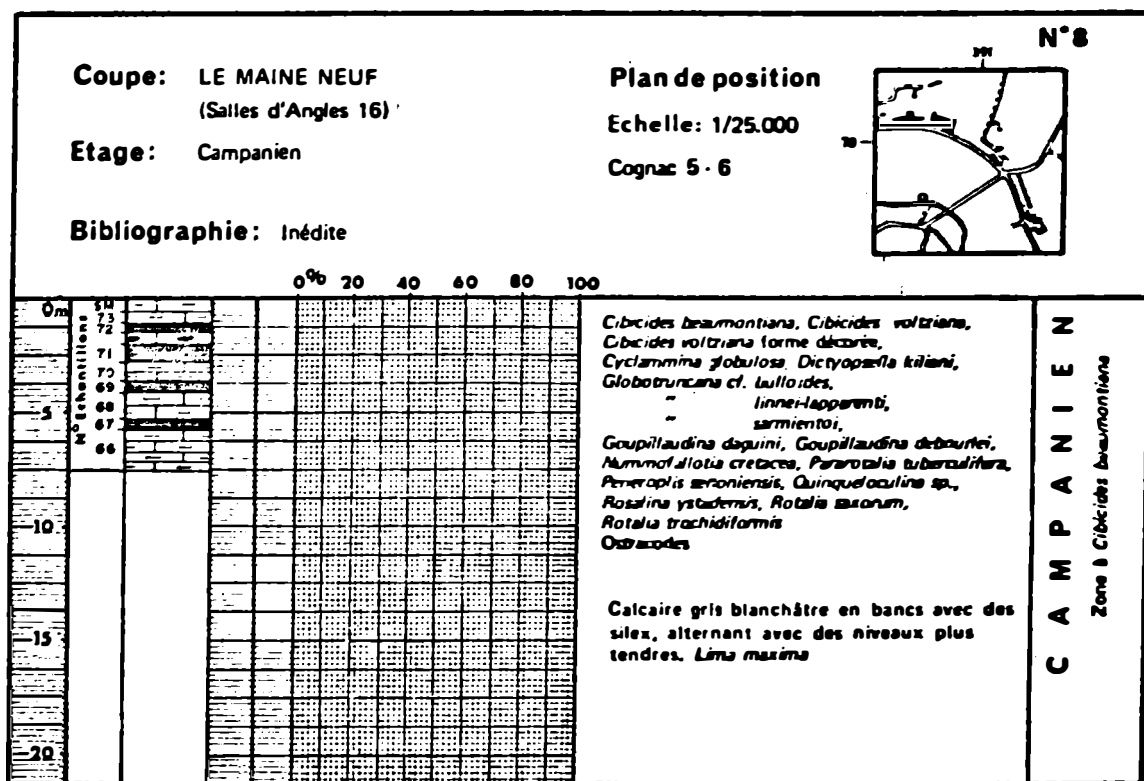 N°8
Coupe: LE MAINE NEUF
(Salles d'Angles 16)
Etage: Campanien
Bibliographie: Inédite
Plan de position
Echelle: 1/25.000
Cognac 5 - 6
391
78
0% 20 40 60 80 100
0m
5
10
15
20
N° Echantillons
SM
73
72
71
70
69
68
67
66
Cibicides beaumontiana, Cibicides voltziana,
Cibicides voltziana forme décorée,
Cyclammina globulosa, Dictyopsella kiliani,
Globotruncana cf. bulloides,
" linnei-lapparenti,
" sarmientoi,
Goupillaudina daguini, Goupillaudina debourlei,
Nummofallotia cretacea, Pararotalia tuberculifera,
Peneroplis senoniensis, Quinqueloculina sp.,
Rosalina ystadensis, Rotalia saxorum,
Rotalia trochidiformis
Ostracodes
Calcaire gris blanchâtre en bancs avec des
silex, alternant avec des niveaux plus
tendres. Lima maxima
CAMPANIEN
Zone à Cibicides beaumontiana